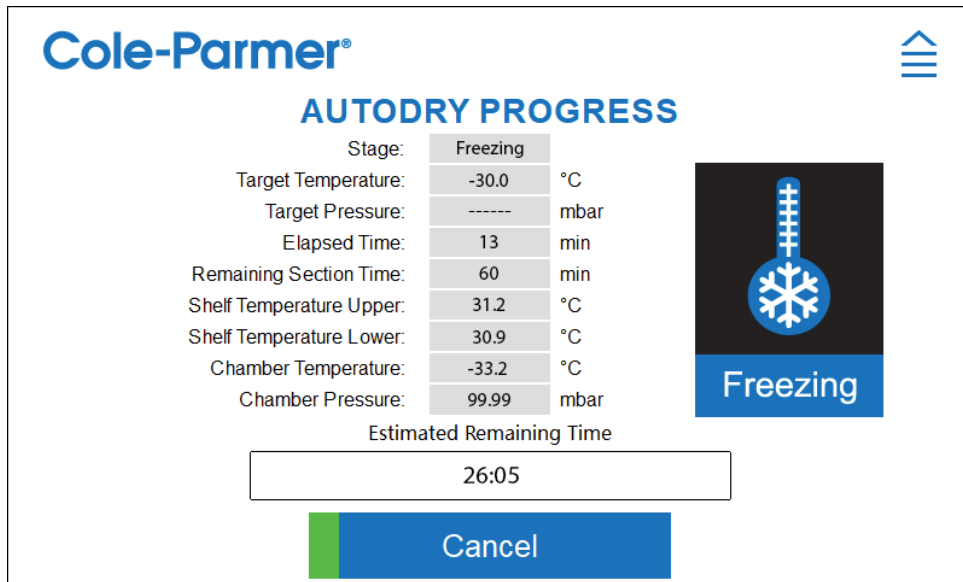 Cole-Parmer®
AUTODRY PROGRESS
Stage: Freezing
Target Temperature: -30.0 °C
Target Pressure: ------ mbar
Elapsed Time: 13 min
Remaining Section Time: 60 min
Shelf Temperature Upper: 31.2 °C
Shelf Temperature Lower: 30.9 °C
Chamber Temperature: -33.2 °C
Chamber Pressure: 99.99 mbar
Freezing
Estimated Remaining Time
26:05
Cancel